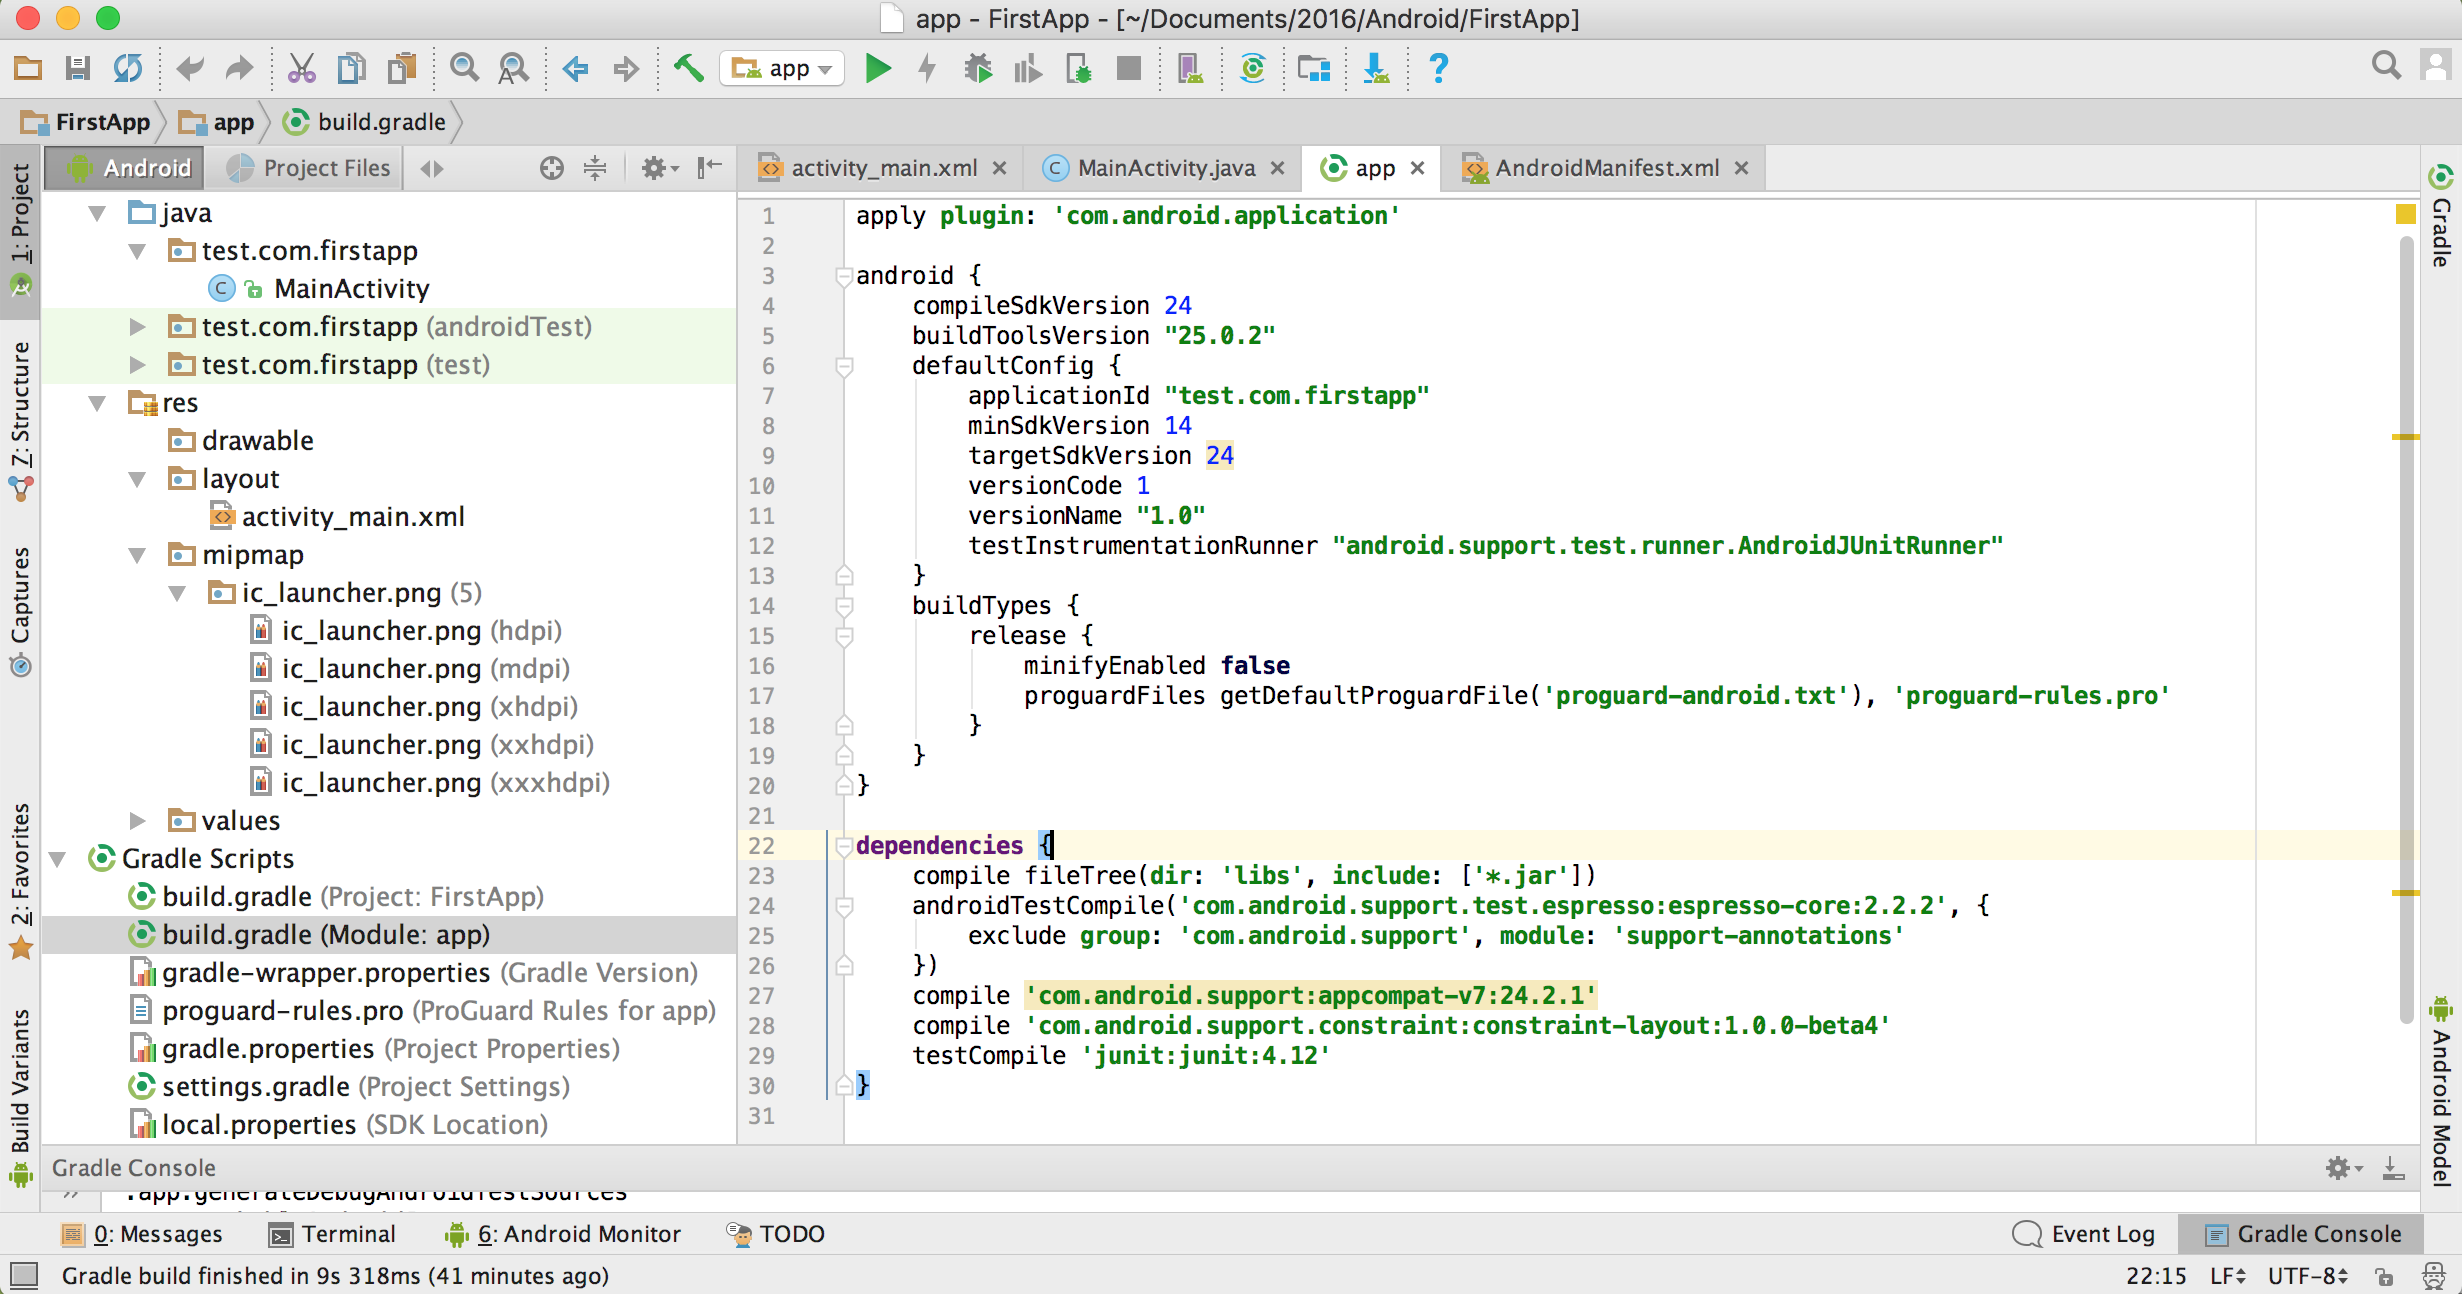 app - FirstApp - [~/Documents/2016/Android/FirstApp]
app
FirstApp
app
build.gradle
Android
Project Files
activity_main.xml
MainActivity.java
app
AndroidManifest.xml
1: Project
7: Structure
Captures
2: Favorites
Build Variants
java
test.com.firstapp
MainActivity
test.com.firstapp (androidTest)
test.com.firstapp (test)
res
drawable
layout
activity_main.xml
mipmap
ic_launcher.png (5)
ic_launcher.png (hdpi)
ic_launcher.png (mdpi)
ic_launcher.png (xhdpi)
ic_launcher.png (xxhdpi)
ic_launcher.png (xxxhdpi)
values
Gradle Scripts
build.gradle (Project: FirstApp)
build.gradle (Module: app)
gradle-wrapper.properties (Gradle Version)
proguard-rules.pro (ProGuard Rules for app)
gradle.properties (Project Properties)
settings.gradle (Project Settings)
local.properties (SDK Location)
1 apply plugin: 'com.android.application'
2
3 android {
4 compileSdkVersion 24
5 buildToolsVersion "25.0.2"
6 defaultConfig {
7 applicationId "test.com.firstapp"
8 minSdkVersion 14
9 targetSdkVersion 24
10 versionCode 1
11 versionName "1.0"
12 testInstrumentationRunner "android.support.test.runner.AndroidJUnitRunner"
13 }
14 buildTypes {
15 release {
16 minifyEnabled false
17 proguardFiles getDefaultProguardFile('proguard-android.txt'), 'proguard-rules.pro'
18 }
19 }
20 }
21
22 dependencies {
23 compile fileTree(dir: 'libs', include: ['*.jar'])
24 androidTestCompile('com.android.support.test.espresso:espresso-core:2.2.2', {
25 exclude group: 'com.android.support', module: 'support-annotations'
26 })
27 compile 'com.android.support:appcompat-v7:24.2.1'
28 compile 'com.android.support.constraint:constraint-layout:1.0.0-beta4'
29 testCompile 'junit:junit:4.12'
30 }
31
Gradle
Android Model
Gradle Console
:app:generateDebugAndroidTestSources
0: Messages
Terminal
6: Android Monitor
TODO
Event Log
Gradle Console
Gradle build finished in 9s 318ms (41 minutes ago)
22:15
LF
UTF-8